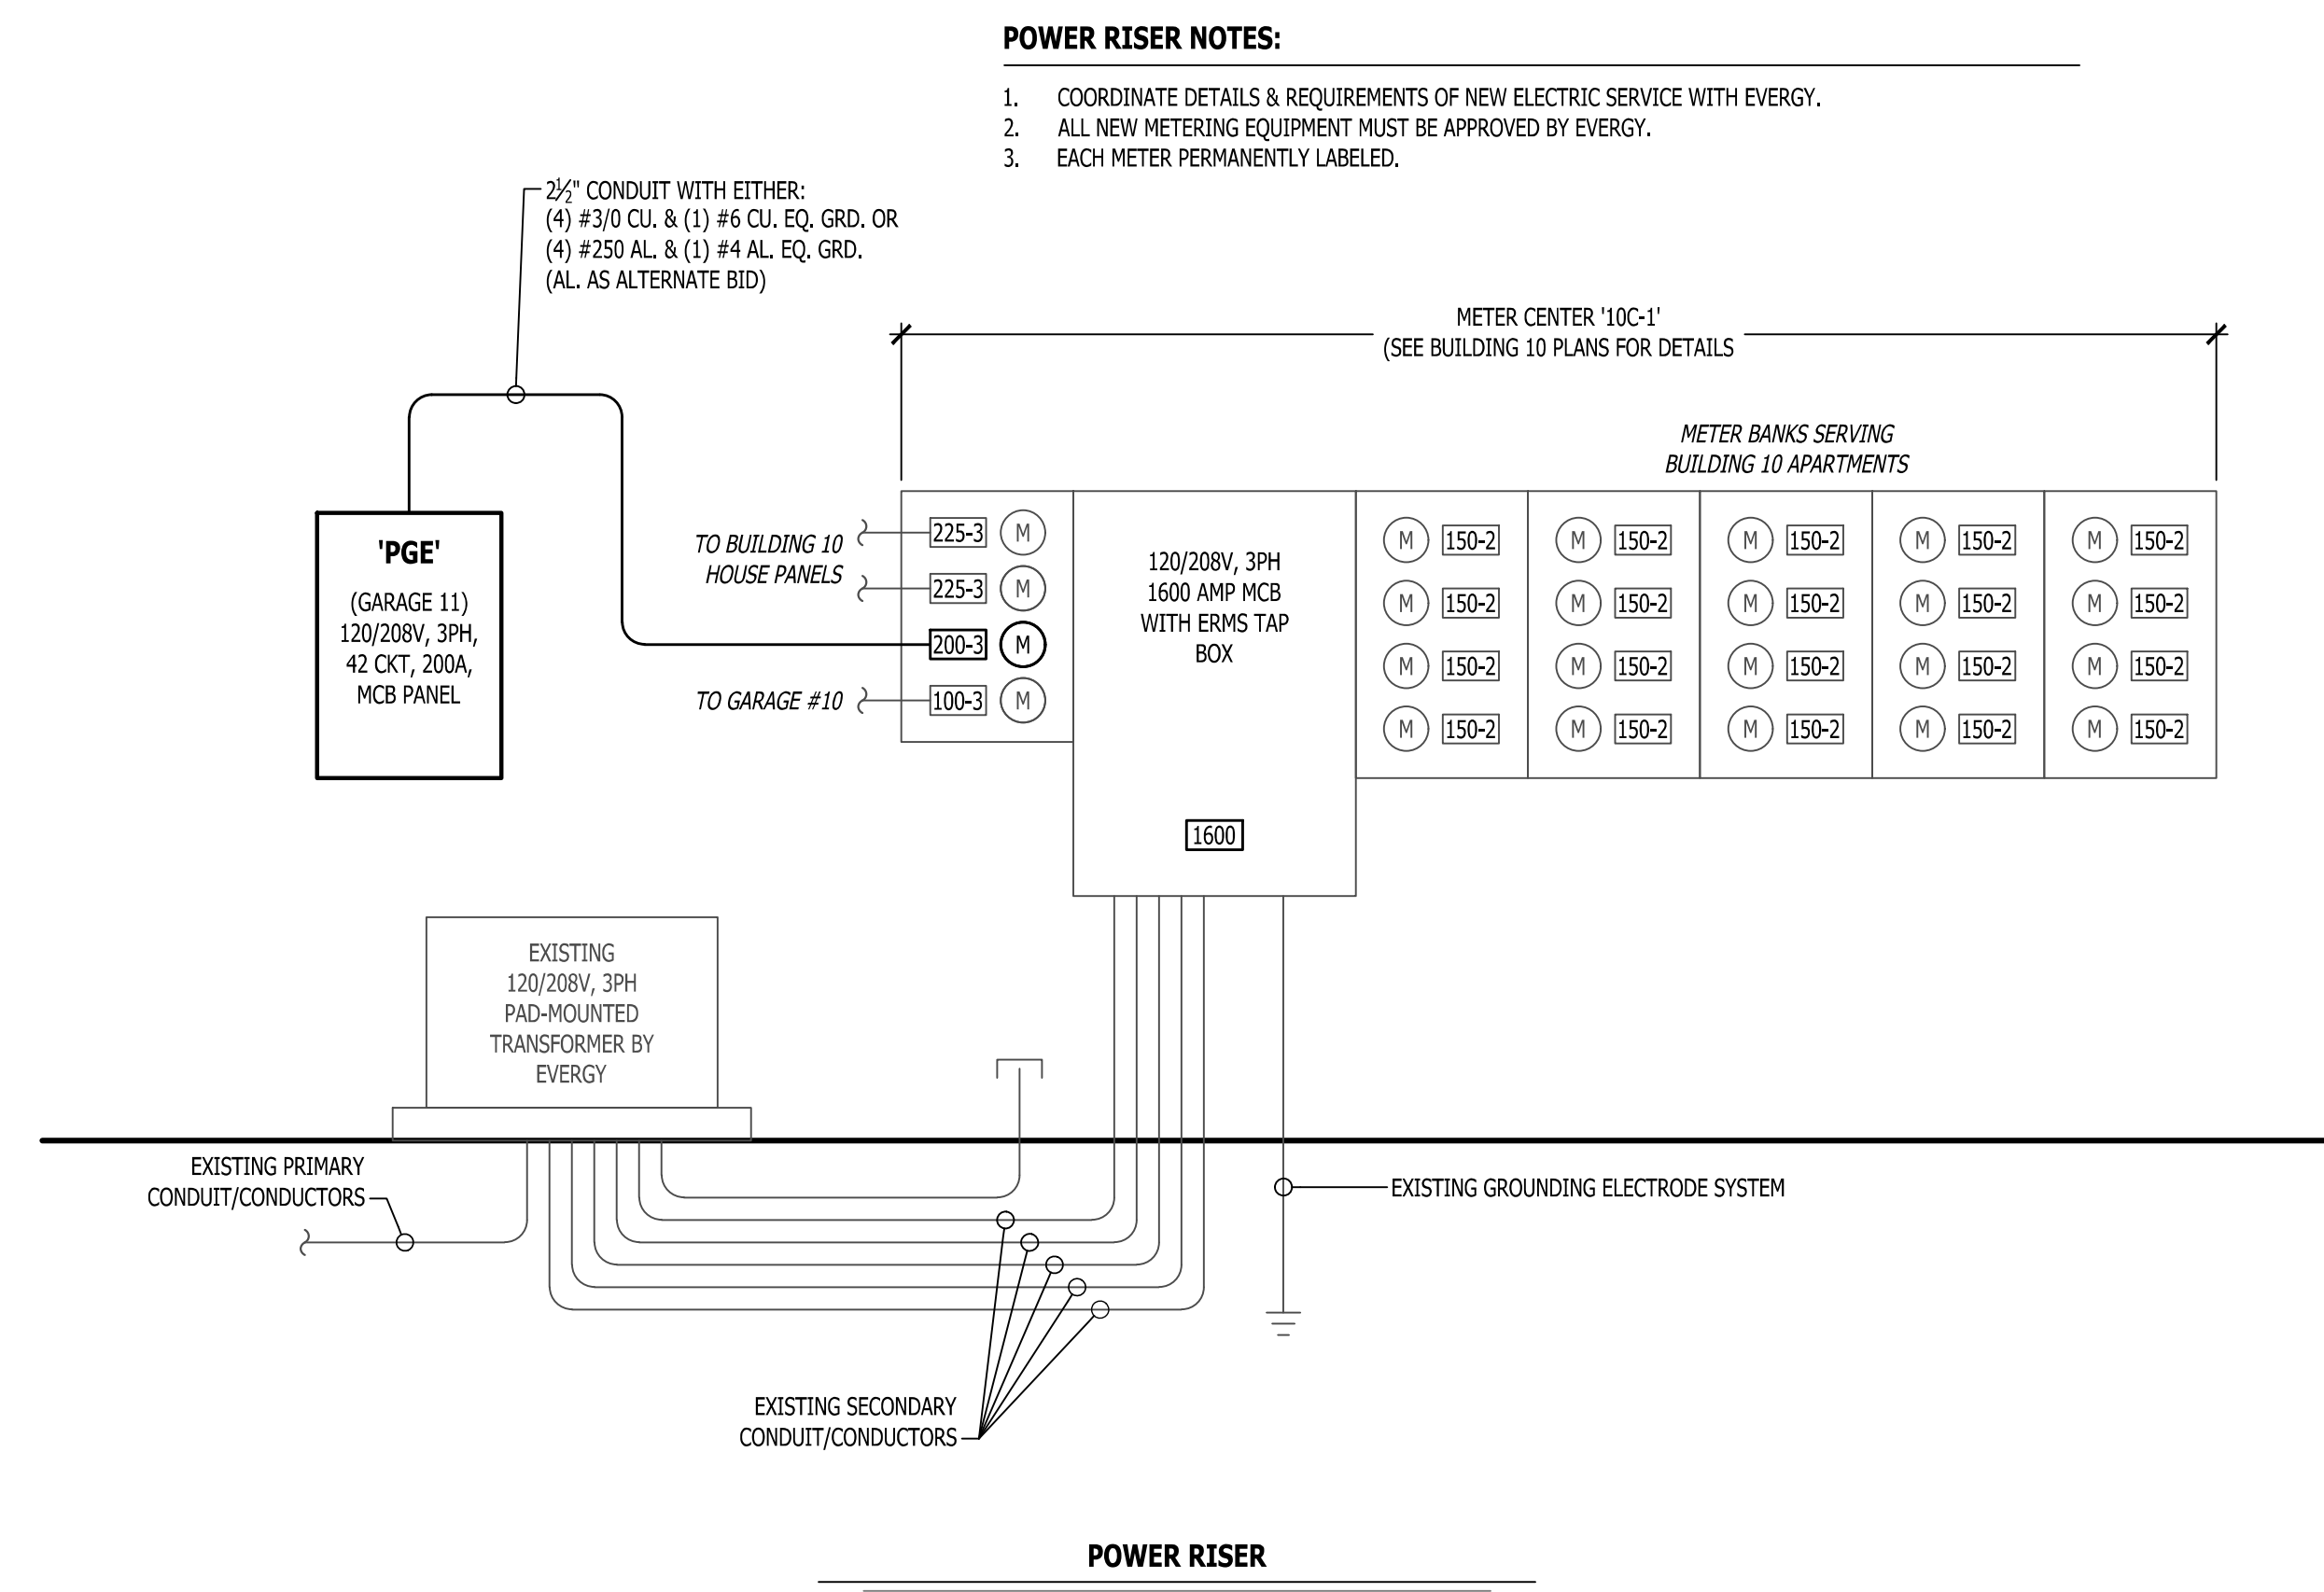 POWER RISER NOTES:
1. COORDINATE DETAILS & REQUIREMENTS OF NEW ELECTRIC SERVICE WITH EVERGY.
2. ALL NEW METERING EQUIPMENT MUST BE APPROVED BY EVERGY.
3. EACH METER PERMANENTLY LABELED.
2½" CONDUIT WITH EITHER:
(4) #3/0 CU. & (1) #6 CU. EQ. GRD. OR
(4) #250 AL. & (1) #4 AL. EQ. GRD.
(AL. AS ALTERNATE BID)
METER CENTER '10C-1'
(SEE BUILDING 10 PLANS FOR DETAILS
METER BANKS SERVING
BUILDING 10 APARTMENTS
'PGE'
(GARAGE 11)
120/208V, 3PH,
42 CKT, 200A,
MCB PANEL
TO BUILDING 10
HOUSE PANELS
TO GARAGE #10
225-3 M
225-3 M
200-3 M
100-3 M
120/208V, 3PH
1600 AMP MCB
WITH ERMS TAP
BOX
1600
M 150-2 M 150-2 M 150-2 M 150-2 M 150-2
M 150-2 M 150-2 M 150-2 M 150-2 M 150-2
M 150-2 M 150-2 M 150-2 M 150-2 M 150-2
M 150-2 M 150-2 M 150-2 M 150-2 M 150-2
EXISTING
120/208V, 3PH
PAD-MOUNTED
TRANSFORMER BY
EVERGY
EXISTING PRIMARY
CONDUIT/CONDUCTORS
EXISTING GROUNDING ELECTRODE SYSTEM
EXISTING SECONDARY
CONDUIT/CONDUCTORS
POWER RISER